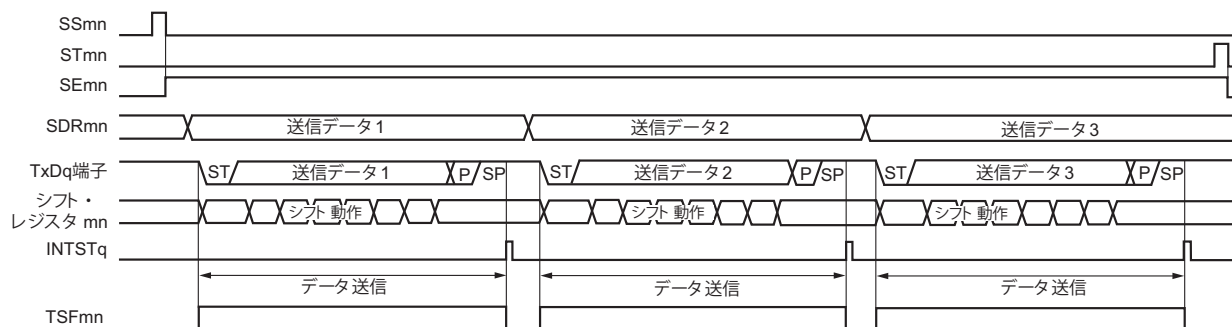 SSmn
STmn
SEmn
SDRmn 送信データ1 送信データ2 送信データ3
TxDq端子 ST 送信データ1 P SP ST 送信データ2 P SP ST 送信データ3 P SP
シフト・
レジスタ mn シフト動作 シフト動作 シフト動作
INTSTq
データ送信 データ送信 データ送信
TSFmn